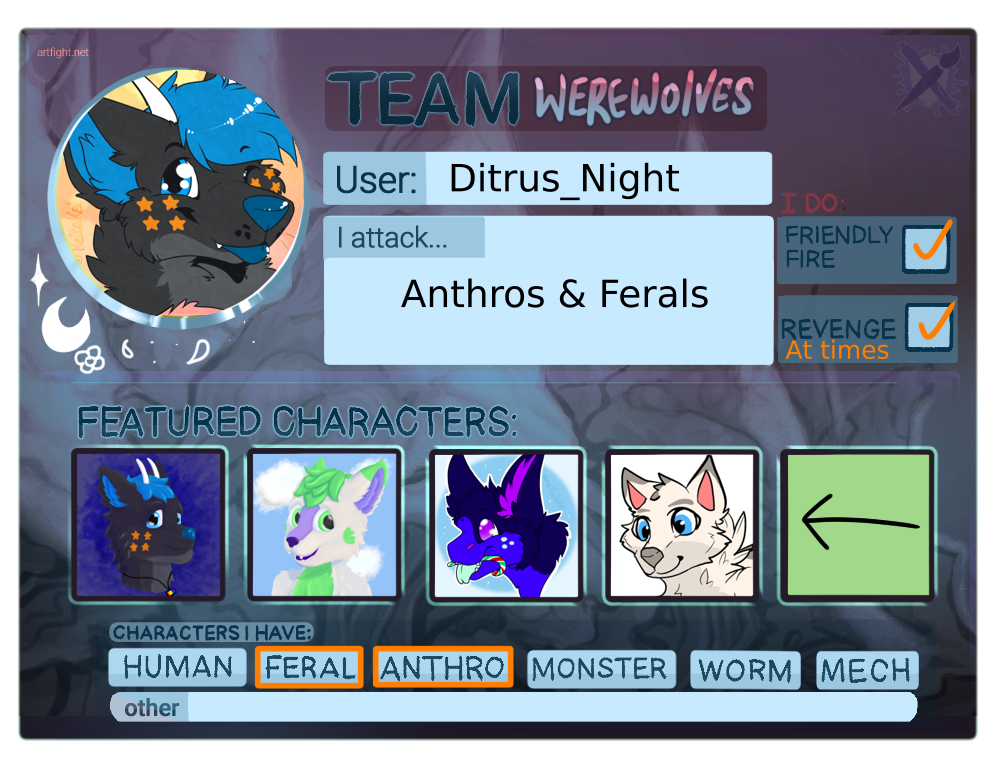 artfight.net
TEAM WEREWOLVES
User: Ditrus_Night
I attack...
Anthros & Ferals
I DO:
FRIENDLY
FIRE
REVENGE
At times
FEATURED CHARACTERS:
CHARACTERS I HAVE:
HUMAN FERAL ANTHRO MONSTER WORM MECH
other